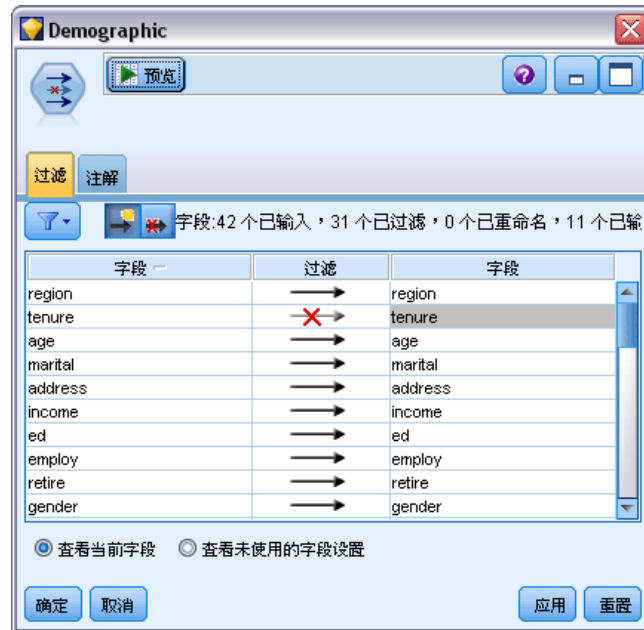 Demographic
预览
过滤 注解
字段:42 个已输入，31 个已过滤，0 个已重命名，11 个已输
字段 过滤 字段
region region
tenure tenure
age age
marital marital
address address
income income
ed ed
employ employ
retire retire
gender gender
查看当前字段 查看未使用的字段设置
确定 取消 应用 重置